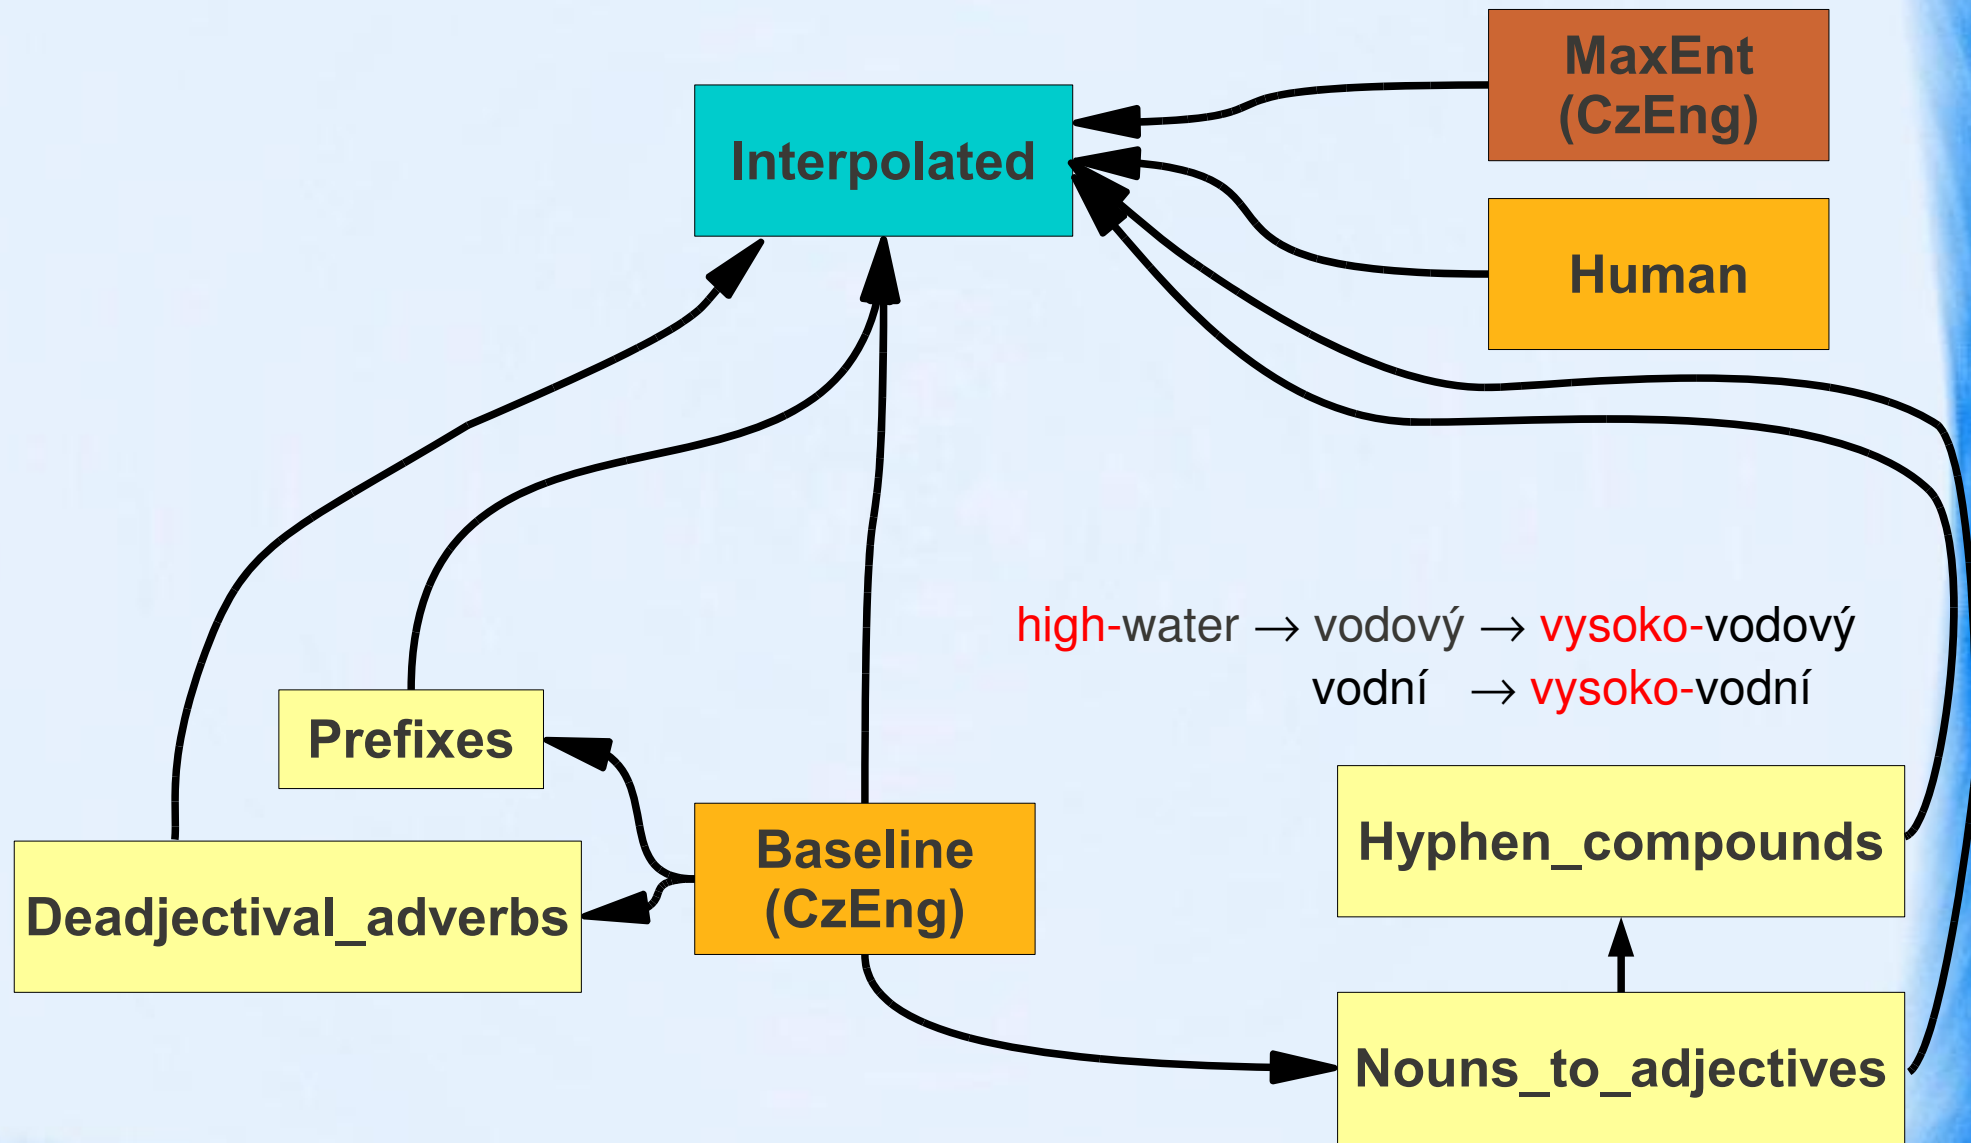 MaxEnt
(CzEng)
Interpolated
Human
high-water → vodový → vysoko-vodový
vodní → vysoko-vodní
Prefixes
Baseline
(CzEng)
Hyphen_compounds
Deadjectival_adverbs
Nouns_to_adjectives